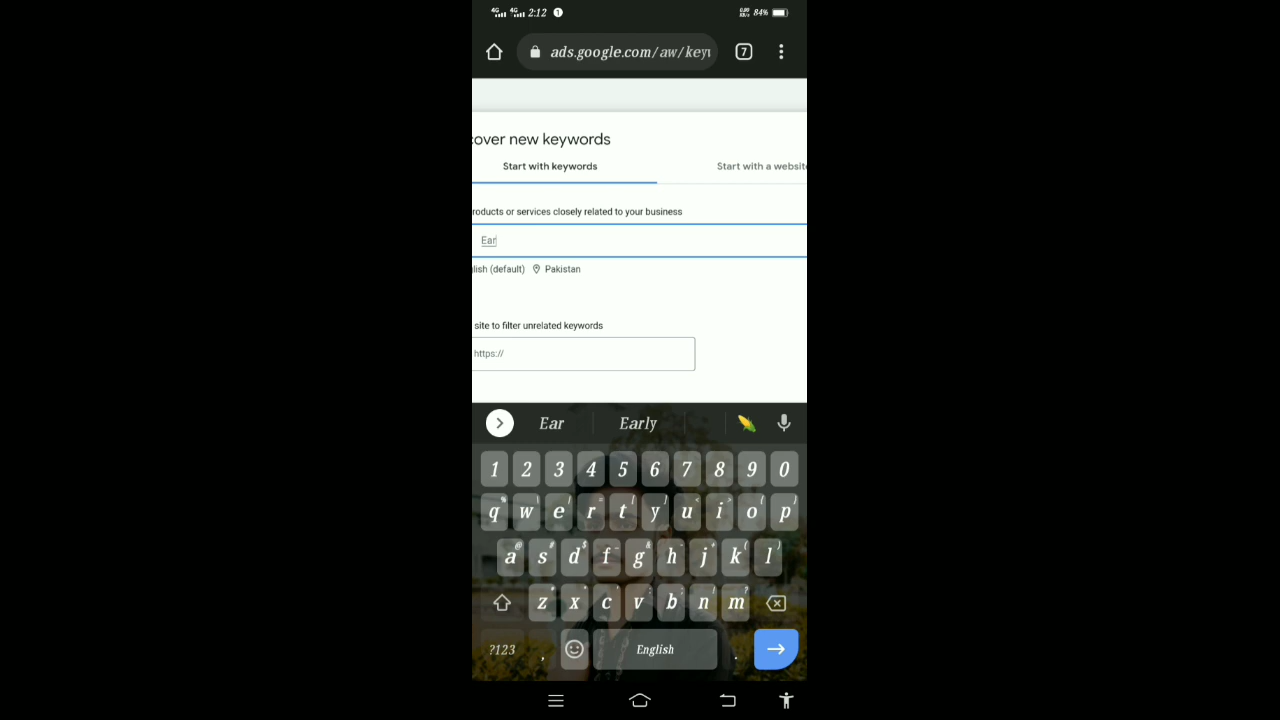 4G 4G 2:12 1 84%
ads.google.com/aw/keyw 7
cover new keywords
Start with keywords Start with a website
roducts or services closely related to your business
Ear
lish (default) Pakistan
site to filter unrelated keywords
https://
Ear Early
1 2 3 4 5 6 7 8 9 0
q w e r t y u i o p
a s d f g h j k l
z x c v b n m
?123 , English .